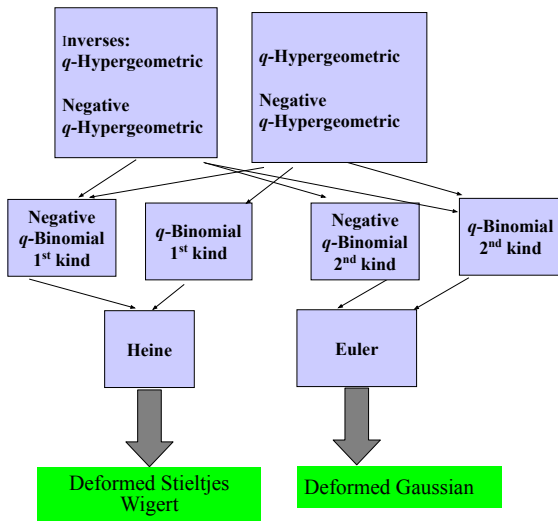 Inverses:
q-Hypergeometric
Negative
q-Hypergeometric
q-Hypergeometric
Negative
q-Hypergeometric
Negative
q-Binomial
1st kind
q-Binomial
1st kind
Negative
q-Binomial
2nd kind
q-Binomial
2nd kind
Heine
Euler
Deformed Stieltjes
Wigert
Deformed Gaussian